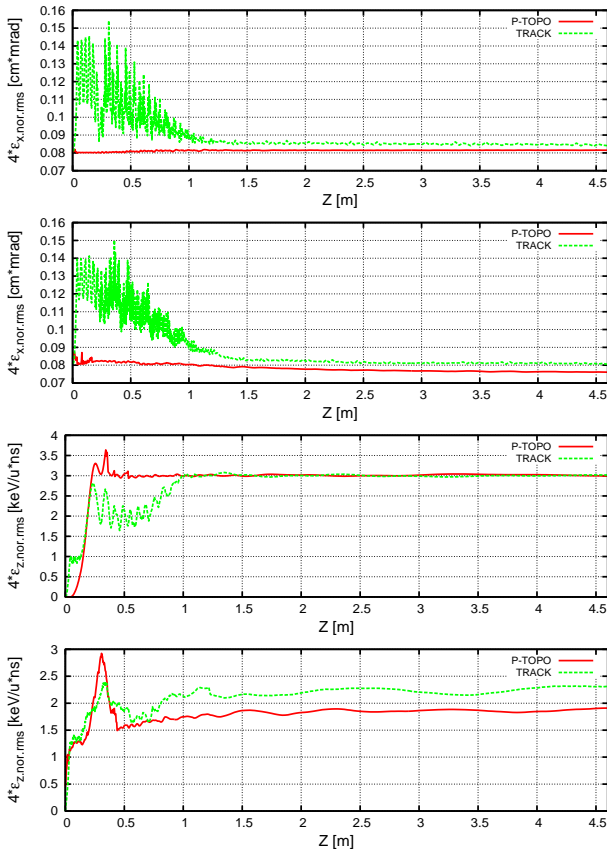 4*εx.nor.rms [cm*mrad]
0.16
0.15
0.14
0.13
0.12
0.11
0.1
0.09
0.08
0.07
P-TOPO
TRACK
0 0.5 1 1.5 2 2.5 3 3.5 4 4.5
Z [m]
4*εx.nor.rms [cm*mrad]
0.16
0.15
0.14
0.13
0.12
0.11
0.1
0.09
0.08
0.07
P-TOPO
TRACK
0 0.5 1 1.5 2 2.5 3 3.5 4 4.5
Z [m]
4*εz.nor.rms [keV/u*ns]
4
3.5
3
2.5
2
1.5
1
0.5
0
P-TOPO
TRACK
0 0.5 1 1.5 2 2.5 3 3.5 4 4.5
Z [m]
4*εz.nor.rms [keV/u*ns]
3
2.5
2
1.5
1
0.5
0
P-TOPO
TRACK
0 0.5 1 1.5 2 2.5 3 3.5 4 4.5
Z [m]